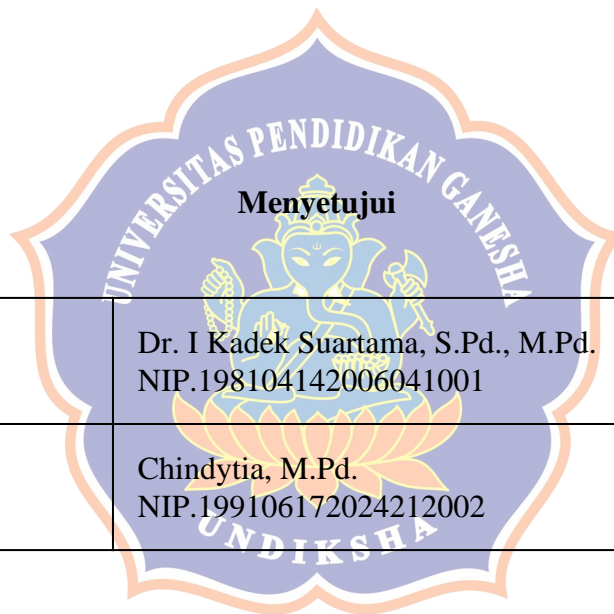 UNIVERSITAS PENDIDIKAN GANESHA
Menyetujui
Dr. I Kadek Suartama, S.Pd., M.Pd.
NIP.198104142006041001
Chindytia, M.Pd.
NIP.199106172024212002
UNDIKSHA